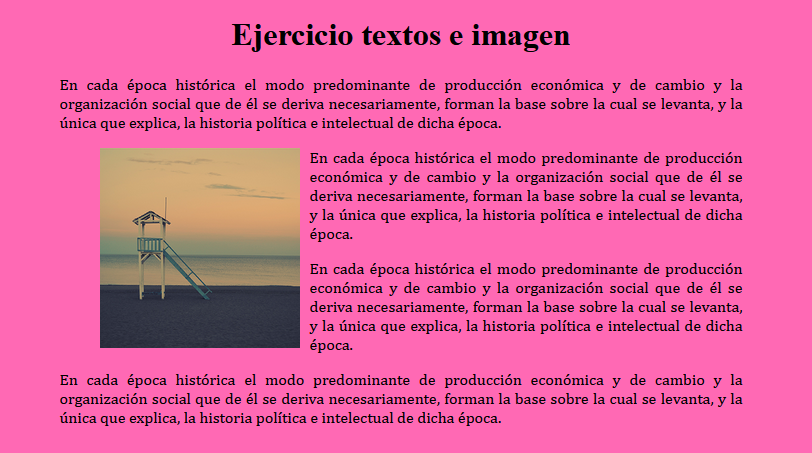 Ejercicio textos e imagen
En cada época histórica el modo predominante de producción económica y de cambio y la
organización social que de él se deriva necesariamente, forman la base sobre la cual se levanta, y la
única que explica, la historia política e intelectual de dicha época.
En cada época histórica el modo predominante de producción
económica y de cambio y la organización social que de él se
deriva necesariamente, forman la base sobre la cual se levanta,
y la única que explica, la historia política e intelectual de dicha
época.
En cada época histórica el modo predominante de producción
económica y de cambio y la organización social que de él se
deriva necesariamente, forman la base sobre la cual se levanta,
y la única que explica, la historia política e intelectual de dicha
época.
En cada época histórica el modo predominante de producción económica y de cambio y la
organización social que de él se deriva necesariamente, forman la base sobre la cual se levanta, y la
única que explica, la historia política e intelectual de dicha época.